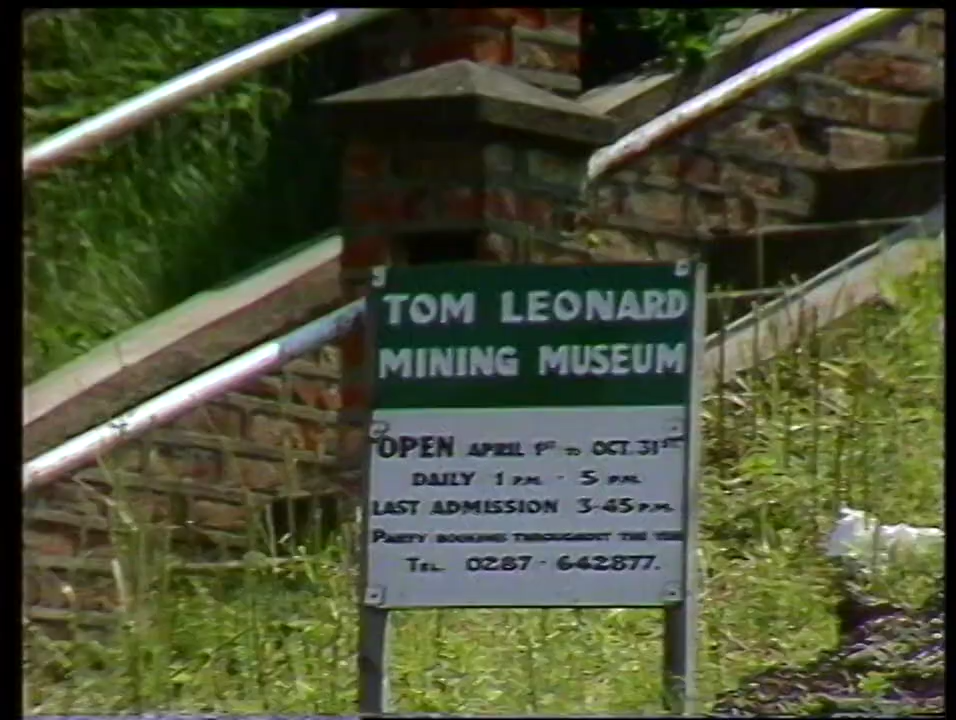 TOM LEONARD
MINING MUSEUM
OPEN APRIL 1ST TO OCT. 31ST
DAILY 1 P.M. - 5 P.M.
LAST ADMISSION 3-45 P.M.
PARTY BOOKING THROUGHOUT THE YEAR
TEL. 0287 - 642877.